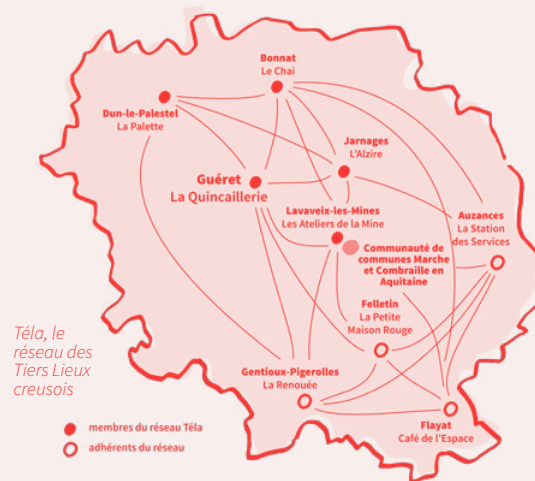 Bonnat
Le Chai
Dun-le-Palestel
La Palette
Jarnages
L'Alzire
Guéret
La Quincaillerie
Lavaveix-les-Mines
Les Ateliers de la Mine
Auzances
La Station
des Services
Communauté de
communes Marche
et Combraille en
Aquitaine
Felletin
La Petite
Maison Rouge
Téla, le
réseau des
Tiers Lieux
creusois
Gentioux-Pigerolles
La Renouée
Flayat
Café de l'Espace
membres du réseau Téla
adhérents du réseau